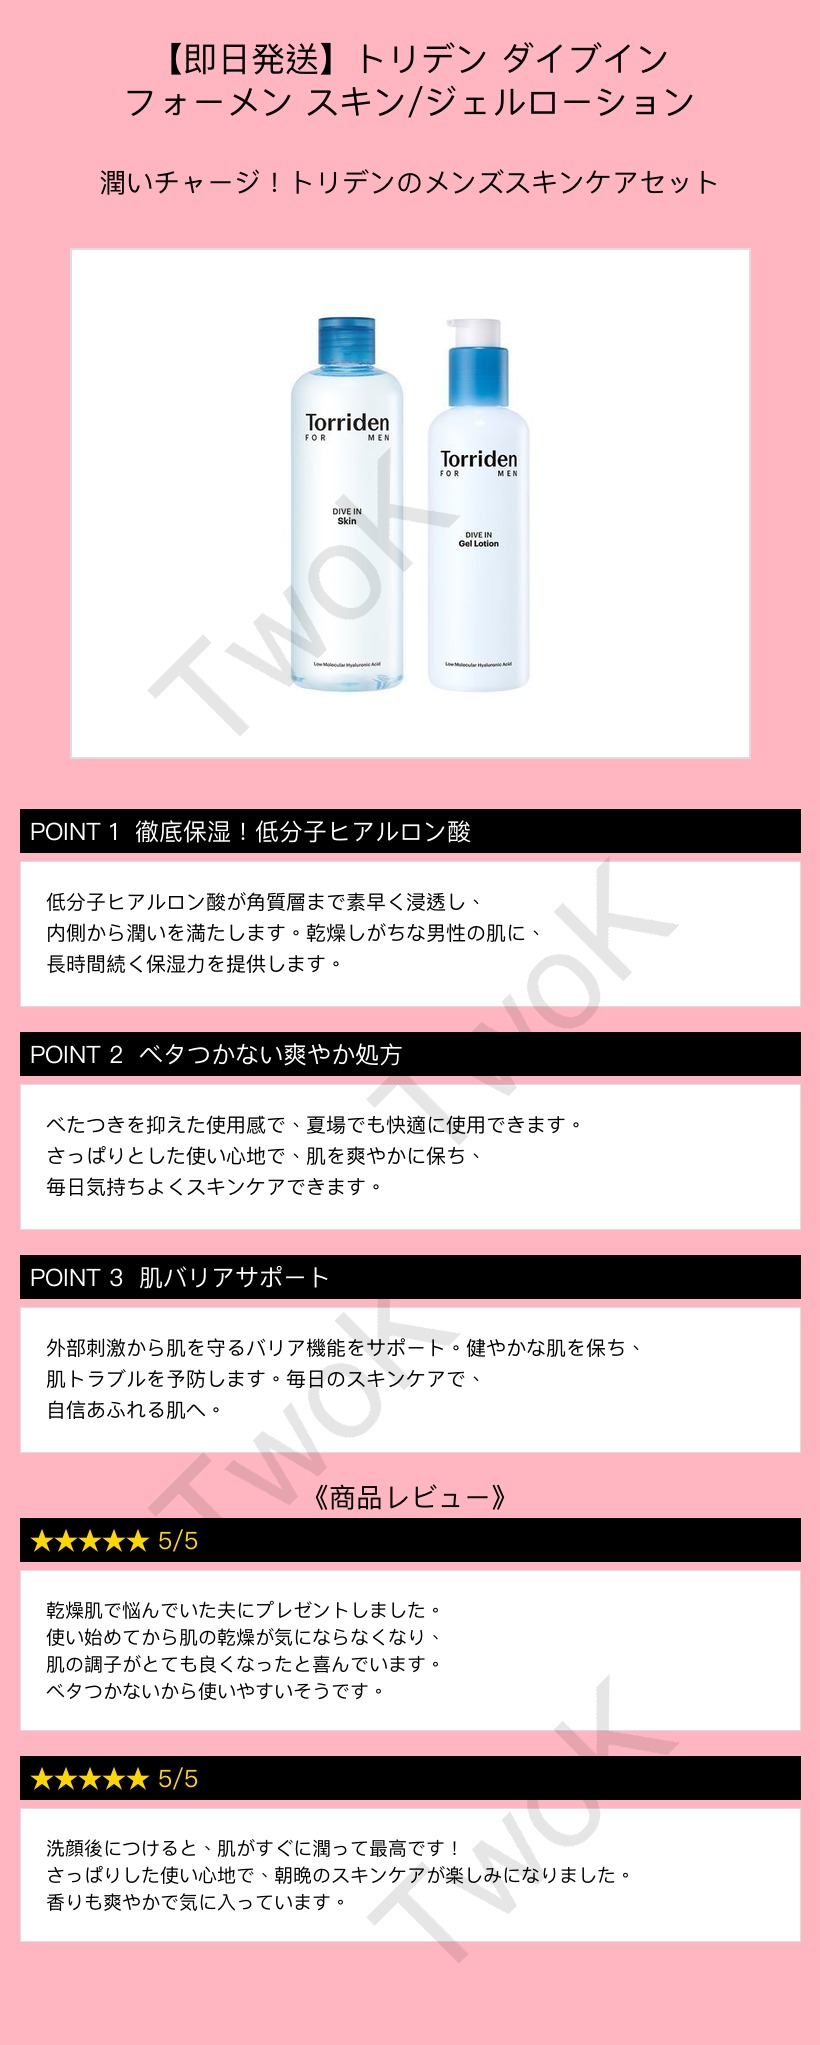 【即日発送】トリデン ダイブイン
フォーメン スキン/ジェルローション
潤いチャージ！トリデンのメンズスキンケアセット
Torriden
FOR MEN
DIVE IN
Skin
Low Molecular Hyaluronic Acid
Torriden
FOR MEN
DIVE IN
Gel Lotion
Low Molecular Hyaluronic Acid
TwoK
POINT 1 徹底保湿！低分子ヒアルロン酸
低分子ヒアルロン酸が角質層まで素早く浸透し、
内側から潤いを満たします。乾燥しがちな男性の肌に、
長時間続く保湿力を提供します。
TwoK
POINT 2 ベタつかない爽やか処方
べたつきを抑えた使用感で、夏場でも快適に使用できます。
さっぱりとした使い心地で、肌を爽やかに保ち、
毎日気持ちよくスキンケアできます。
POINT 3 肌バリアサポート
外部刺激から肌を守るバリア機能をサポート。健やかな肌を保ち、
肌トラブルを予防します。毎日のスキンケアで、
自信あふれる肌へ。
TwoK
《商品レビュー》
★★★★★ 5/5
乾燥肌で悩んでいた夫にプレゼントしました。
使い始めてから肌の乾燥が気にならなくなり、
肌の調子がとても良くなったと喜んでいます。
ベタつかないから使いやすいそうです。
★★★★★ 5/5
洗顔後につけると、肌がすぐに潤って最高です！
さっぱりした使い心地で、朝晩のスキンケアが楽しみになりました。
香りも爽やかで気に入っています。
TwoK